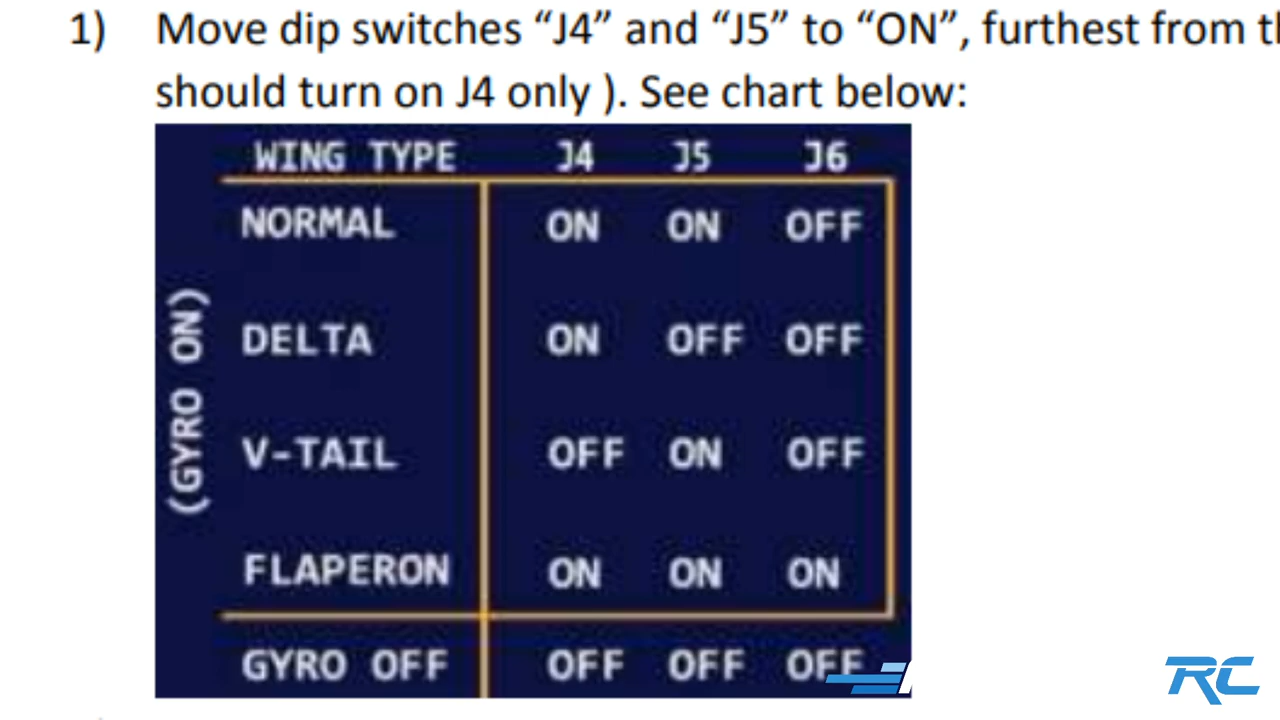 1) Move dip switches “J4” and “J5” to “ON”, furthest from
should turn on J4 only ). See chart below:
WING TYPE J4 J5 J6
(GYRO ON)
NORMAL ON ON OFF
DELTA ON OFF OFF
V-TAIL OFF ON OFF
FLAPERON ON ON ON
GYRO OFF OFF OFF OFF
RC